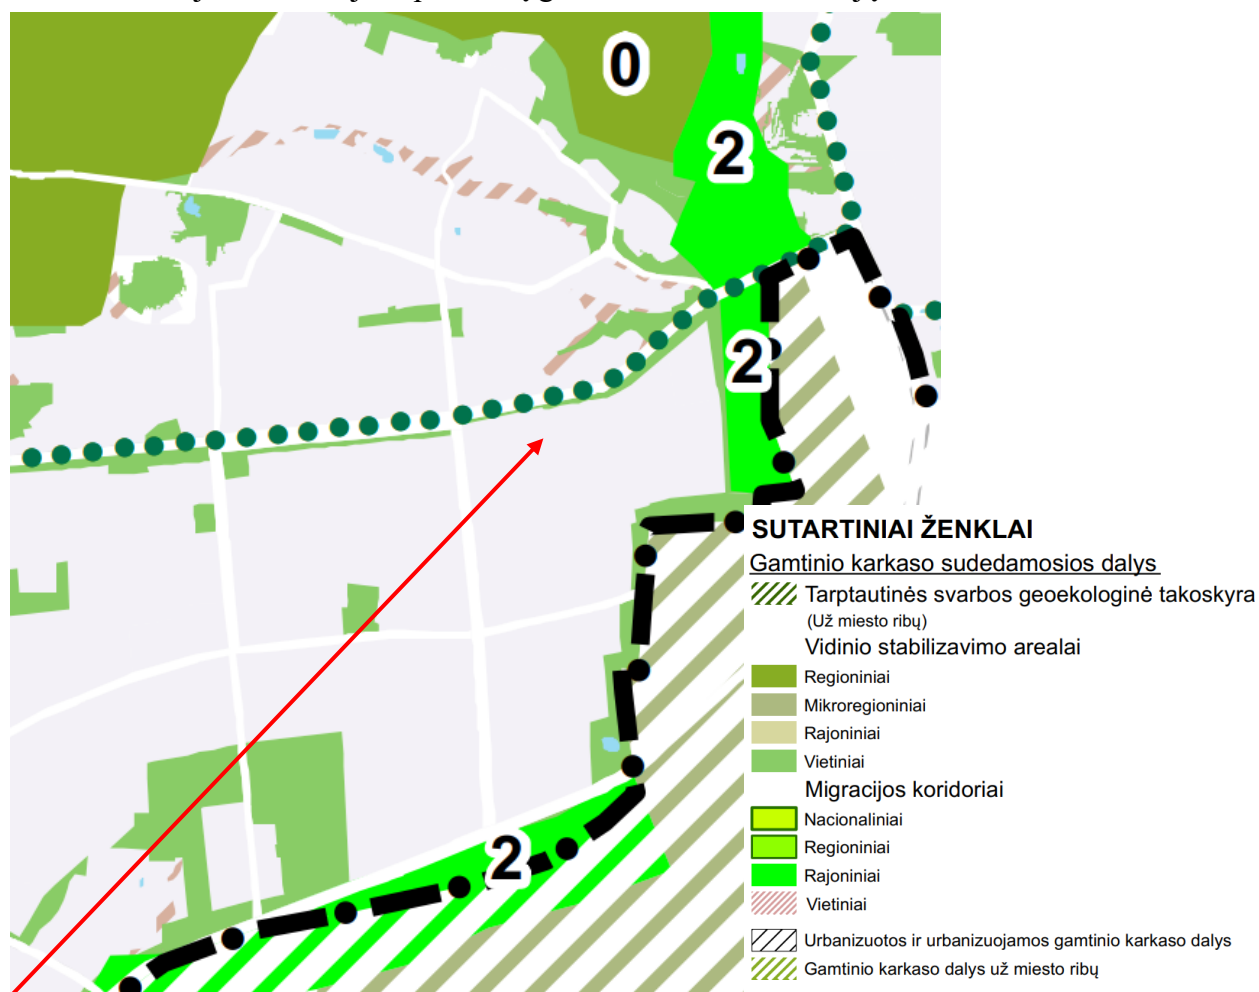 0
2
2
2
SUTARTINIAI ŽENKLAI
Gamtinio karkaso sudedamosios dalys
Tarptautinės svarbos geoekologinė takoskyra
(Už miesto ribų)
Vidinio stabilizavimo arealai
Regioniniai
Mikroregioniniai
Rajoniniai
Vietiniai
Migracijos koridoriai
Nacionaliniai
Regioniniai
Rajoniniai
Vietiniai
Urbanizuotos ir urbanizuojamos gamtinio karkaso dalys
Gamtinio karkaso dalys už miesto ribų